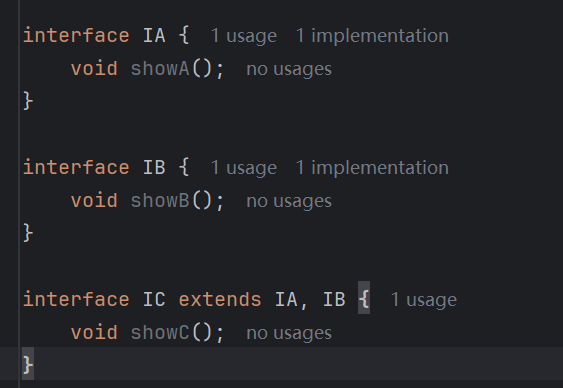 interface IA { 1 usage 1 implementation
void showA(); no usages
}
interface IB { 1 usage 1 implementation
void showB(); no usages
}
interface IC extends IA, IB { 1 usage
void showC(); no usages
}